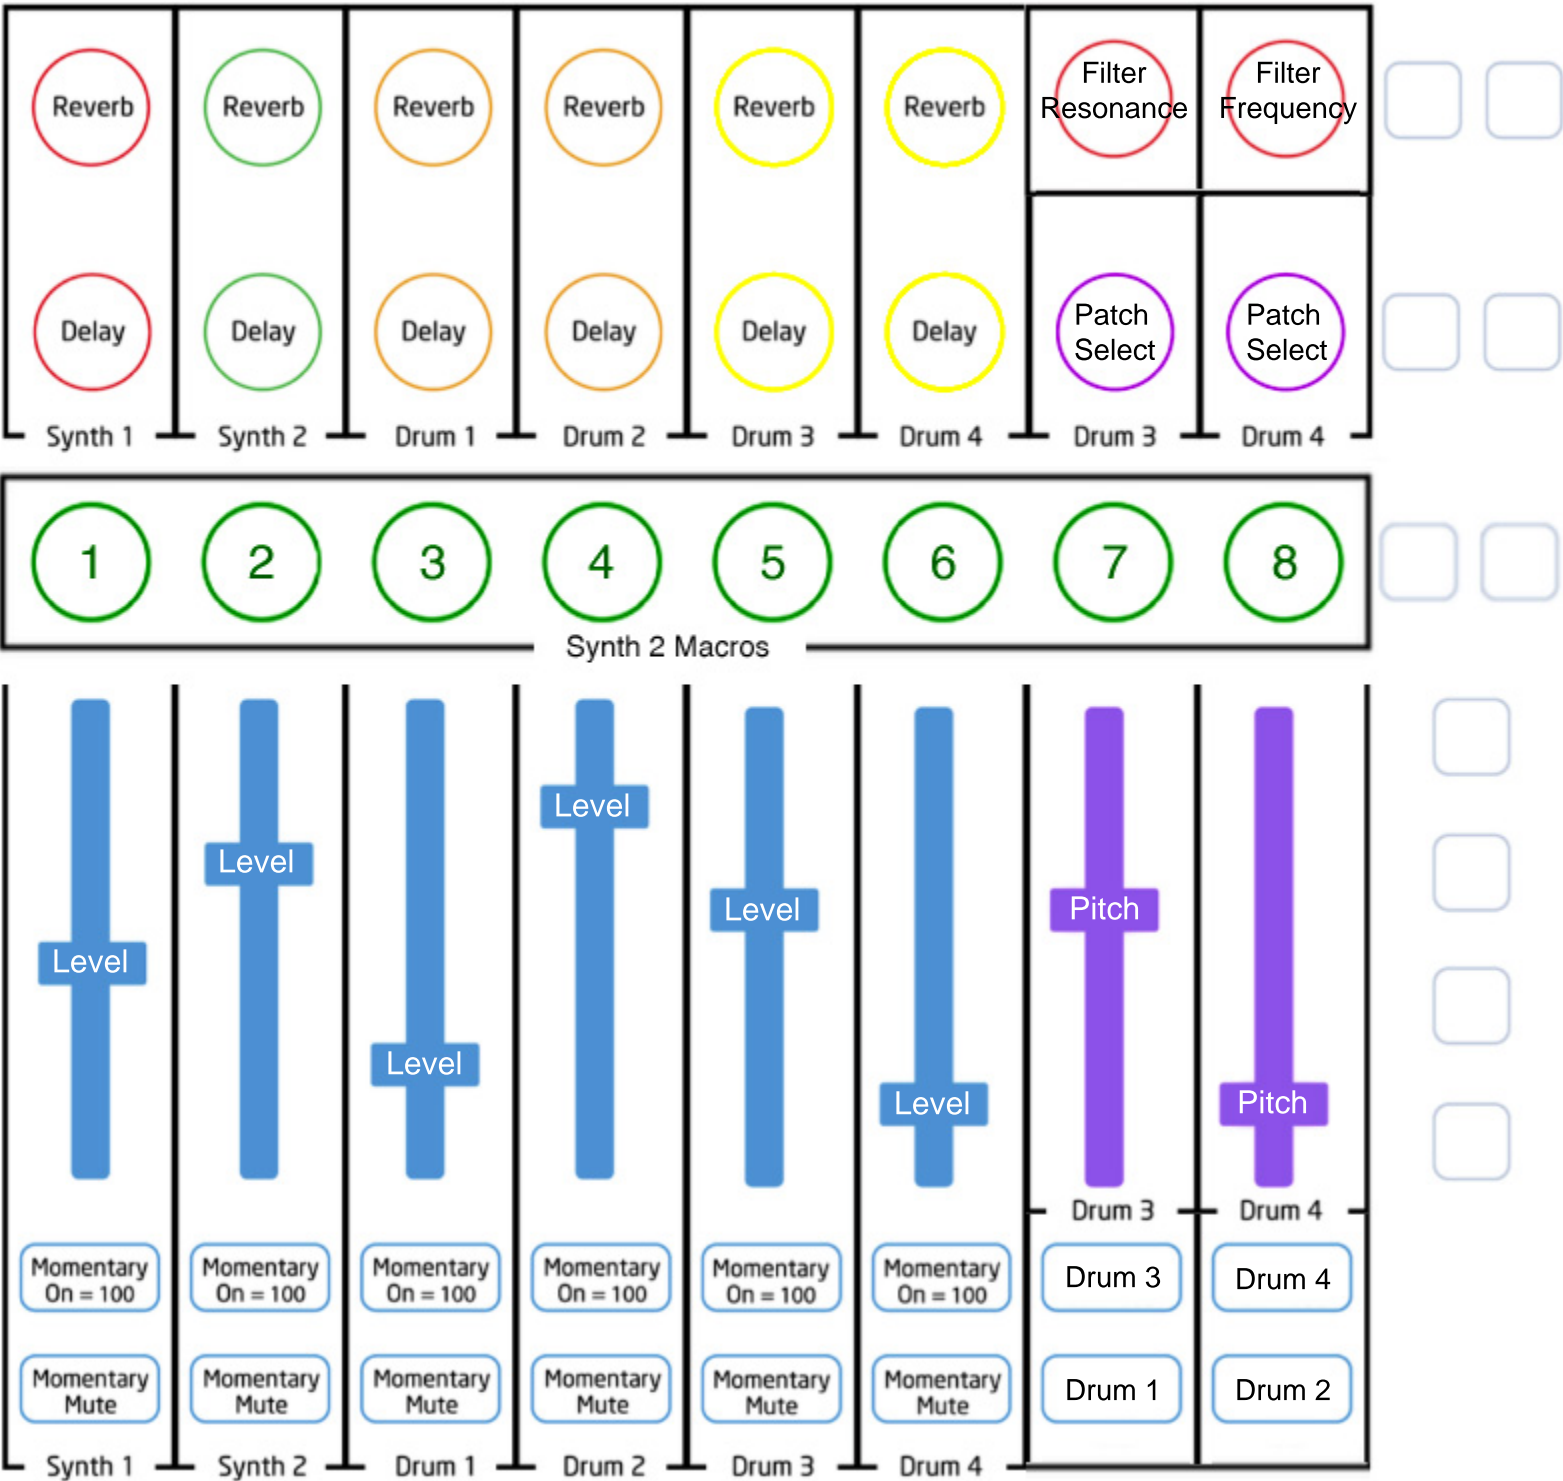 Reverb
Reverb
Reverb
Reverb
Reverb
Reverb
Filter
Resonance
Filter
Frequency
Delay
Delay
Delay
Delay
Delay
Delay
Patch
Select
Patch
Select
Synth 1
Synth 2
Drum 1
Drum 2
Drum 3
Drum 4
Drum 3
Drum 4
1
2
3
4
5
6
7
8
Synth 2 Macros
Level
Level
Level
Level
Level
Level
Pitch
Pitch
Drum 3
Drum 4
Momentary
On = 100
Momentary
On = 100
Momentary
On = 100
Momentary
On = 100
Momentary
On = 100
Momentary
On = 100
Drum 3
Drum 4
Momentary
Mute
Momentary
Mute
Momentary
Mute
Momentary
Mute
Momentary
Mute
Momentary
Mute
Drum 1
Drum 2
Synth 1
Synth 2
Drum 1
Drum 2
Drum 3
Drum 4